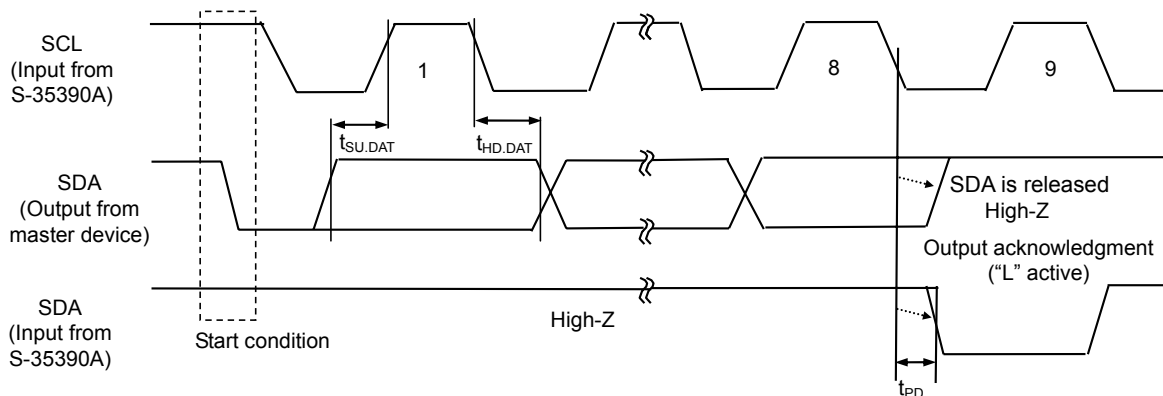 SCL
(Input from
S-35390A)
1
8
9
tSU.DAT
tHD.DAT
SDA
(Output from
master device)
SDA is released
High-Z
Output acknowledgment
(“L” active)
SDA
(Input from
S-35390A)
Start condition
High-Z
tPD